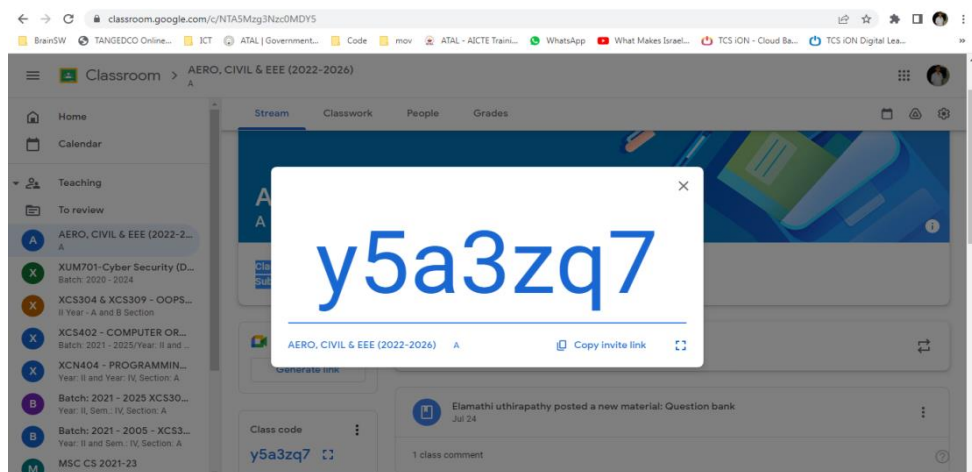 classroom.google.com/c/NTA5Mzg3Nzc0MDY5
BrainSW TANGEDCO Online... ICT ATAL | Government... Code mov ATAL - AICTE Traini... WhatsApp What Makes Israel... TCS iON - Cloud Ba... TCS iON Digital Lea... »
Classroom > AERO, CIVIL & EEE (2022-2026)
A
Home
Calendar
Teaching
To review
A AERO, CIVIL & EEE (2022-2...
A
X XUM701-Cyber Security (D...
Batch: 2020 - 2024
X XCS304 & XCS309 - OOPS...
II Year - A and B Section
X XCS402 - COMPUTER OR...
Batch: 2021 - 2025/Year: II and ...
X XCN404 - PROGRAMMIN...
Year: II and Year: IV, Section: A
B Batch: 2021 - 2025 XCS30...
Year: II, Sem.: IV, Section: A
B Batch: 2021 - 2005 - XCS3...
Year: II and Sem.: IV, Section: A
M MSC CS 2021-23
Stream Classwork People Grades
A
A
Cla
Sub
y5a3zq7
AERO, CIVIL & EEE (2022-2026) A Copy invite link
Generate link
Class code
y5a3zq7
Elamathi uthirapathy posted a new material: Question bank
Jul 24
1 class comment